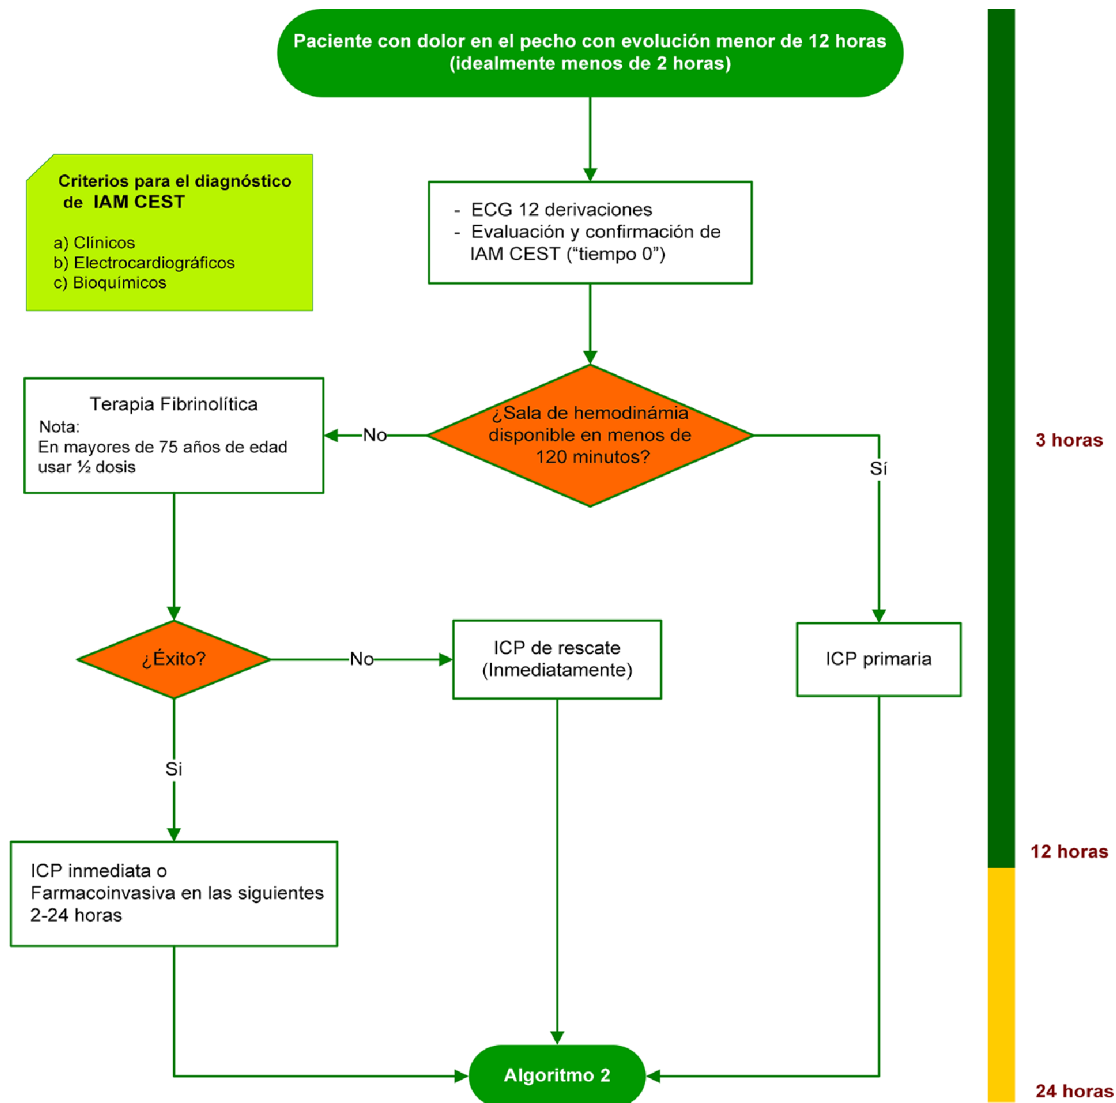 Paciente con dolor en el pecho con evolución menor de 12 horas
(idealmente menos de 2 horas)
Criterios para el diagnóstico
de IAM CEST
a) Clínicos
b) Electrocardiográficos
c) Bioquímicos
- ECG 12 derivaciones
- Evaluación y confirmación de
IAM CEST (“tiempo 0”)
Terapia Fibrinolítica
Nota:
En mayores de 75 años de edad
usar ½ dosis
No
¿Sala de hemodinámia
disponible en menos de
120 minutos?
Sí
3 horas
¿Éxito?
No
ICP de rescate
(Inmediatamente)
ICP primaria
Si
ICP inmediata o
Farmacoinvasiva en las siguientes
2-24 horas
12 horas
Algoritmo 2
24 horas